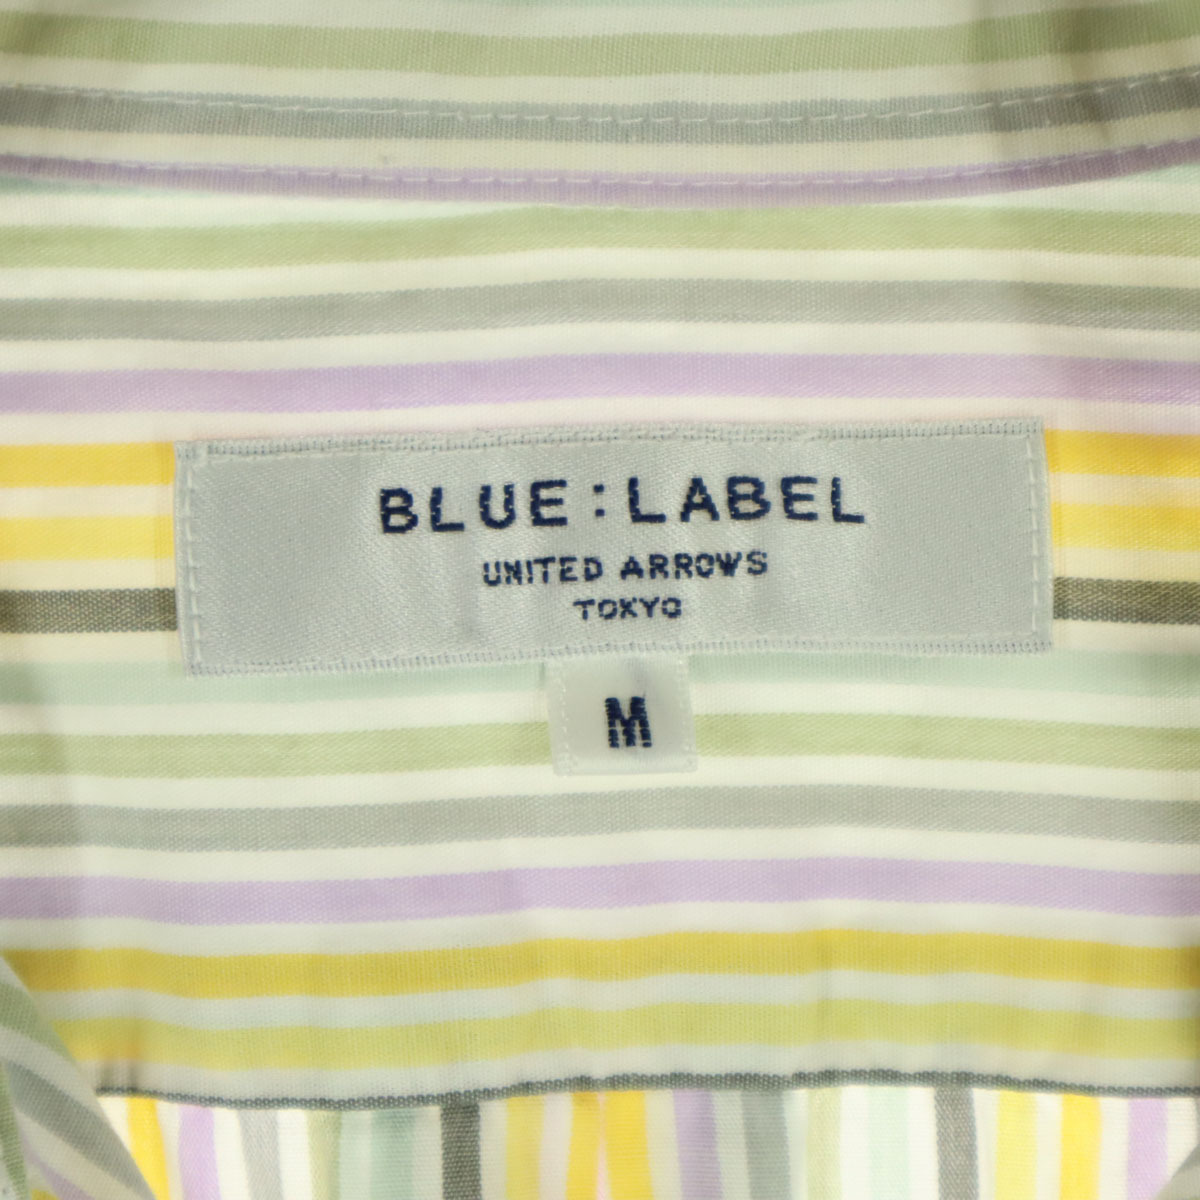 BLUE : LABEL
UNITED ARROWS
TOKYO
M